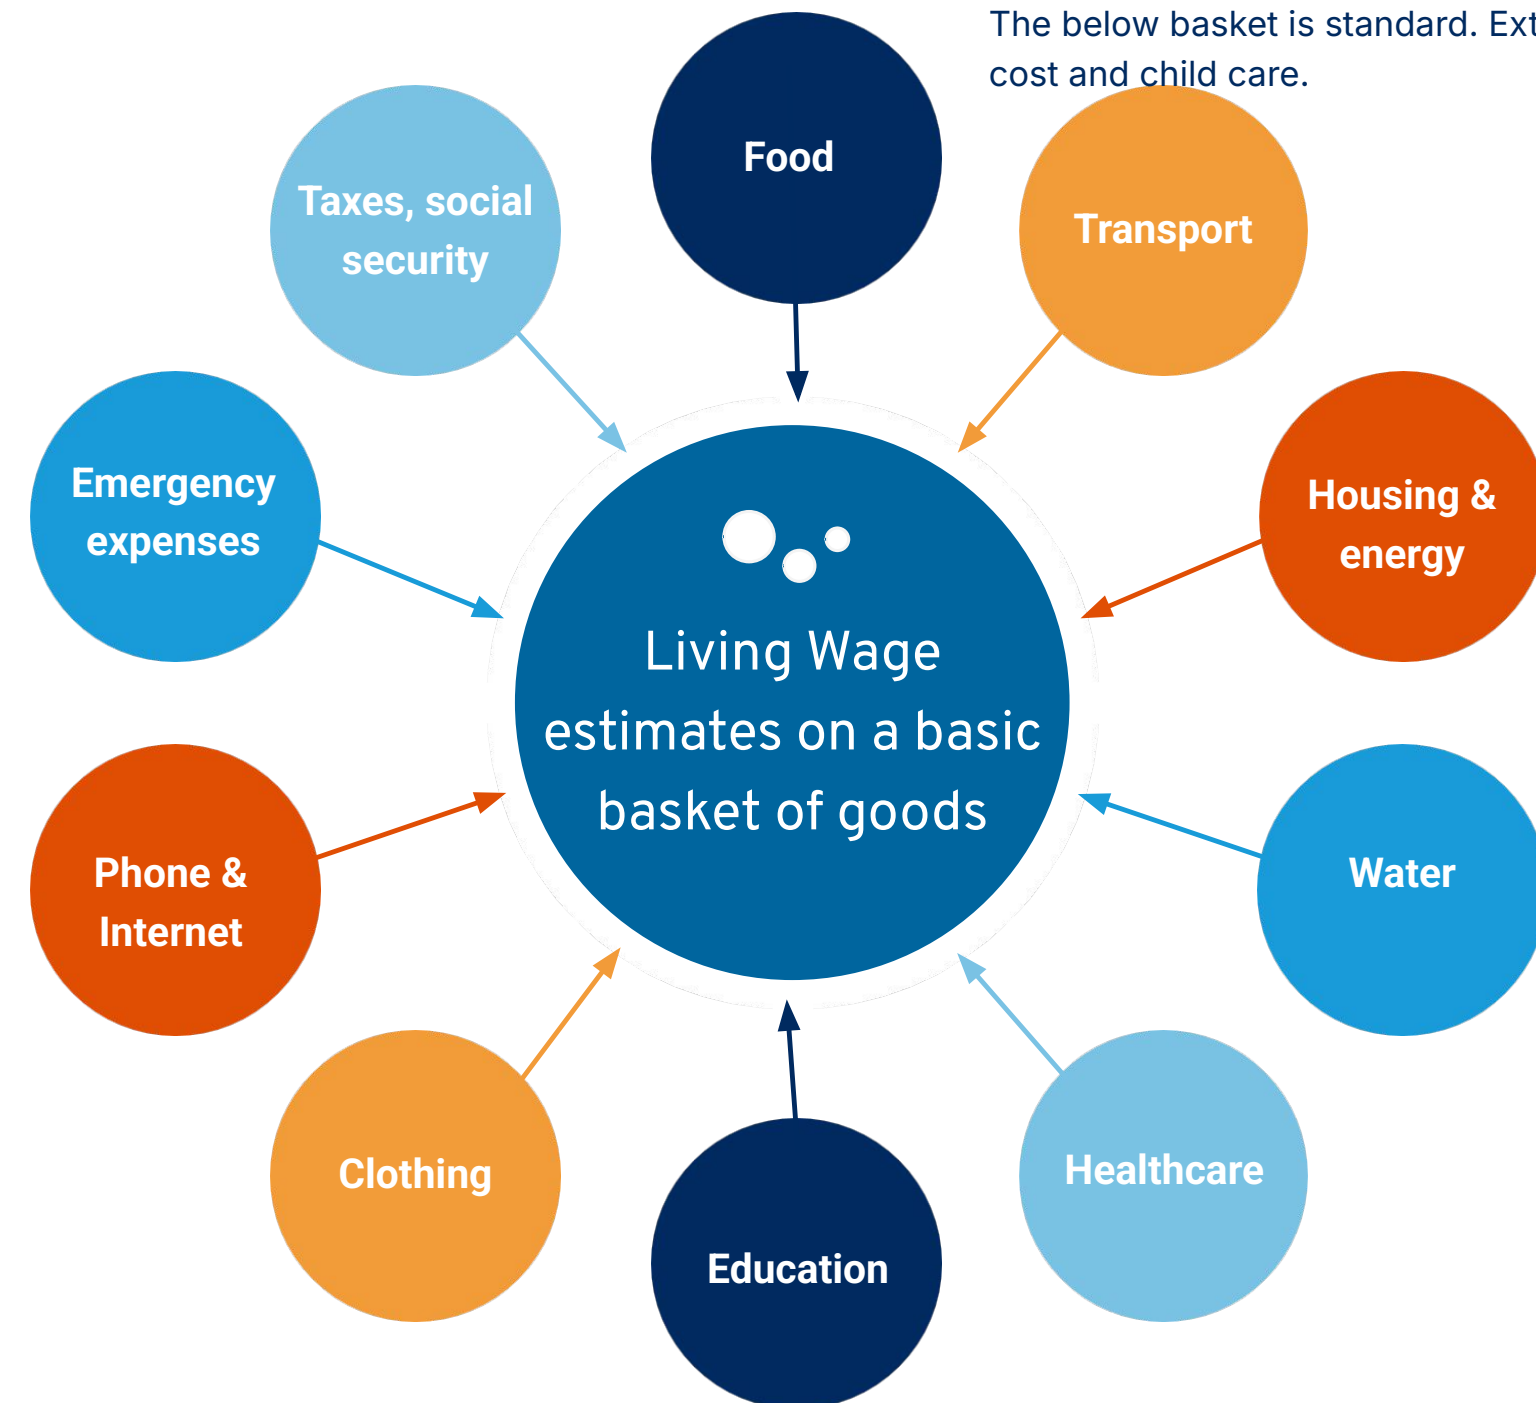 The below basket is standard.
cost and child care.
Food
Transport
Taxes, social
security
Housing &
energy
Emergency
expenses
Living Wage
estimates on a basic
basket of goods
Water
Phone &
Internet
Healthcare
Clothing
Education